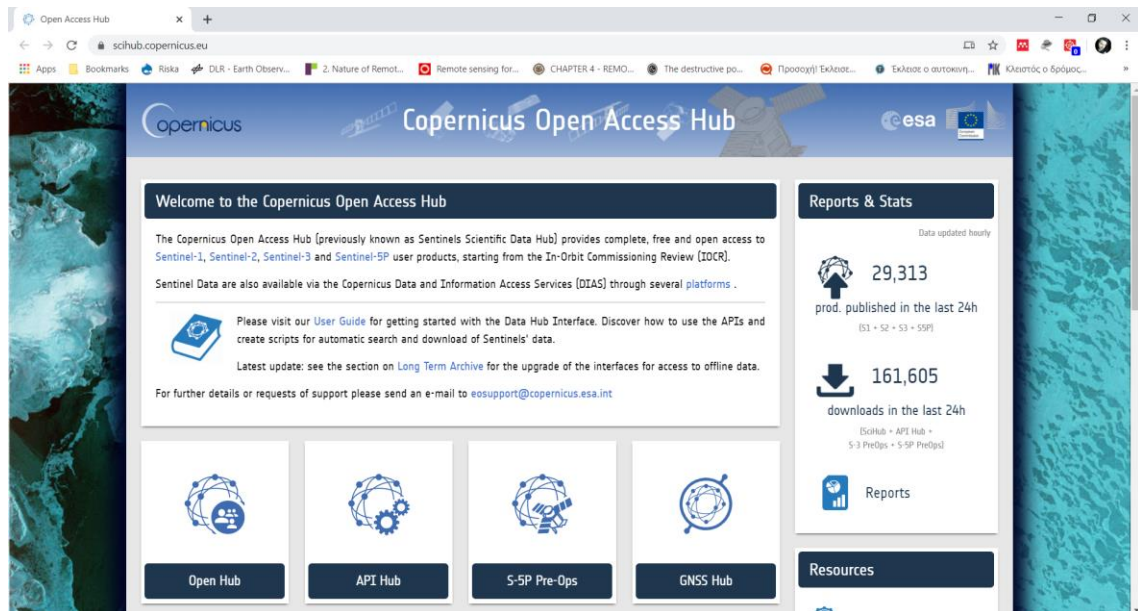 Open Access Hub
scihub.copernicus.eu
Apps Bookmarks Riska DLR - Earth Observ... 2. Nature of Remot... Remote sensing for... CHAPTER 4 - REMO... The destructive po... Προσοχή! Έκλεισε... Έκλεισε ο αυτοκινη... Κλειστός ο δρόμος... »
opernicus
Copernicus Open Access Hub
esa
Welcome to the Copernicus Open Access Hub
The Copernicus Open Access Hub (previously known as Sentinels Scientific Data Hub) provides complete, free and open access to
Sentinel-1, Sentinel-2, Sentinel-3 and Sentinel-5P user products, starting from the In-Orbit Commissioning Review (IOCR).
Sentinel Data are also available via the Copernicus Data and Information Access Services (DIAS) through several platforms .
Please visit our User Guide for getting started with the Data Hub Interface. Discover how to use the APIs and
create scripts for automatic search and download of Sentinels' data.
Latest update: see the section on Long Term Archive for the upgrade of the interfaces for access to offline data.
For further details or requests of support please send an e-mail to eosupport@copernicus.esa.int
Open Hub
API Hub
S-5P Pre-Ops
GNSS Hub
Reports & Stats
Data updated hourly
29,313
prod. published in the last 24h
(S1 + S2 + S3 + S5P)
161,605
downloads in the last 24h
(SciHub + API Hub +
S-3 PreOps + S-5P PreOps)
Reports
Resources